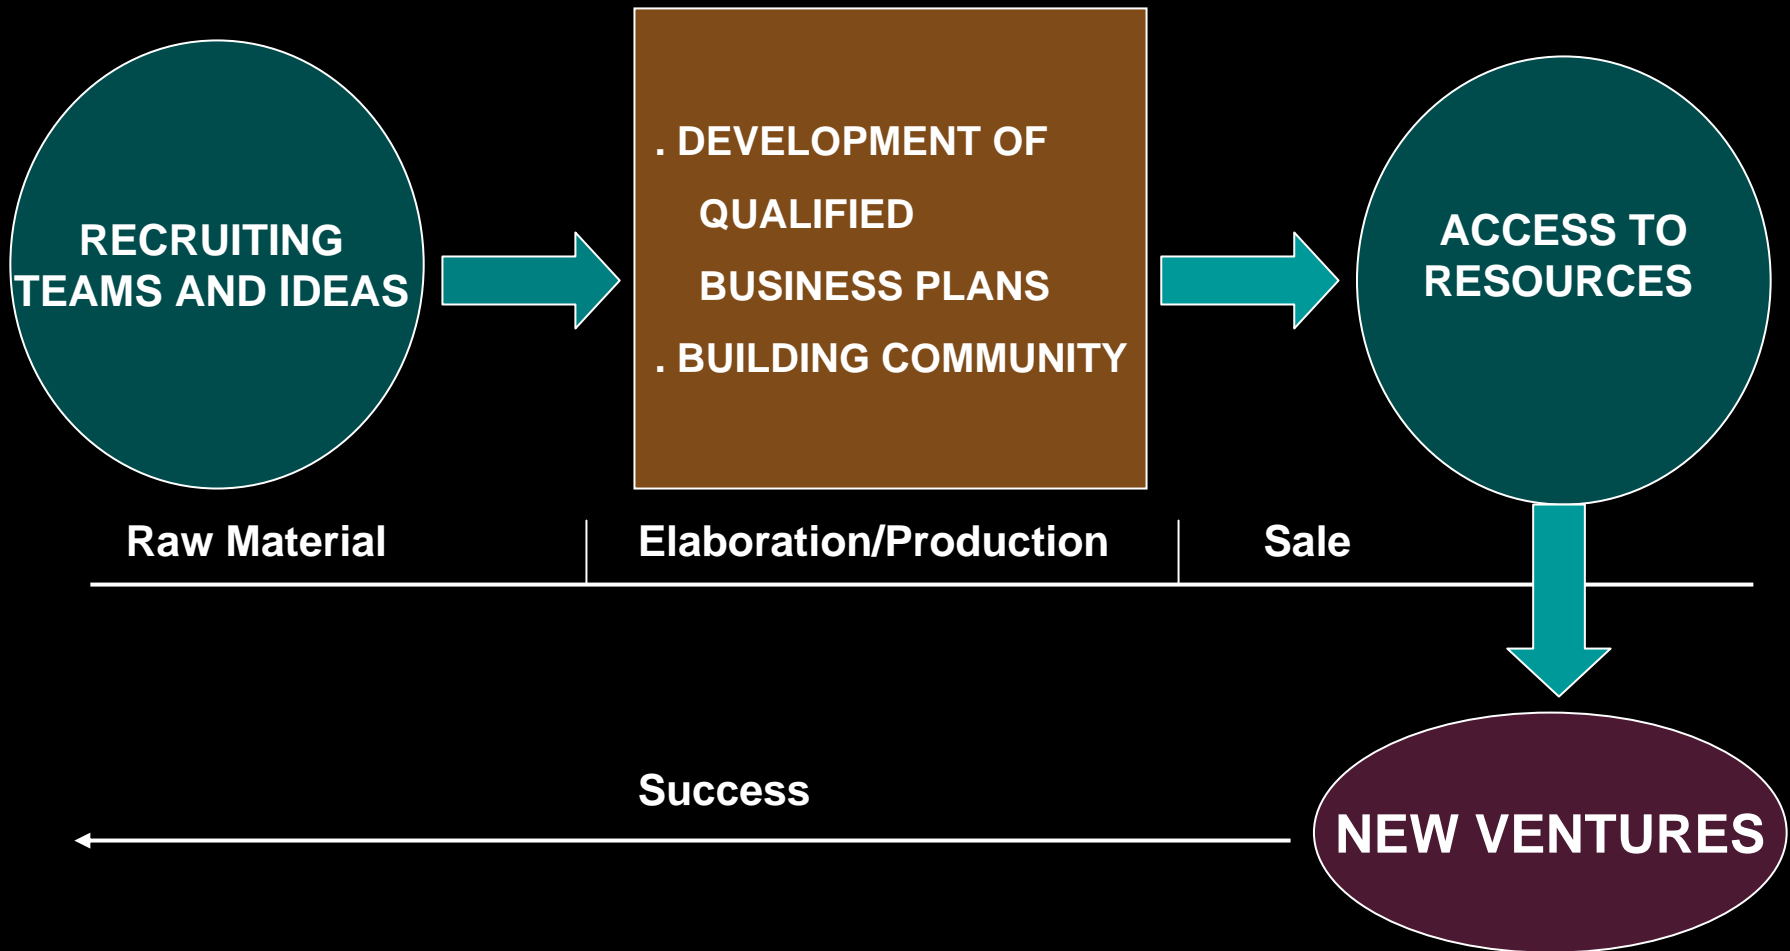 RECRUITING
TEAMS AND IDEAS
. DEVELOPMENT OF
QUALIFIED
BUSINESS PLANS
. BUILDING COMMUNITY
ACCESS TO
RESOURCES
Raw Material
Elaboration/Production
Sale
Success
NEW VENTURES